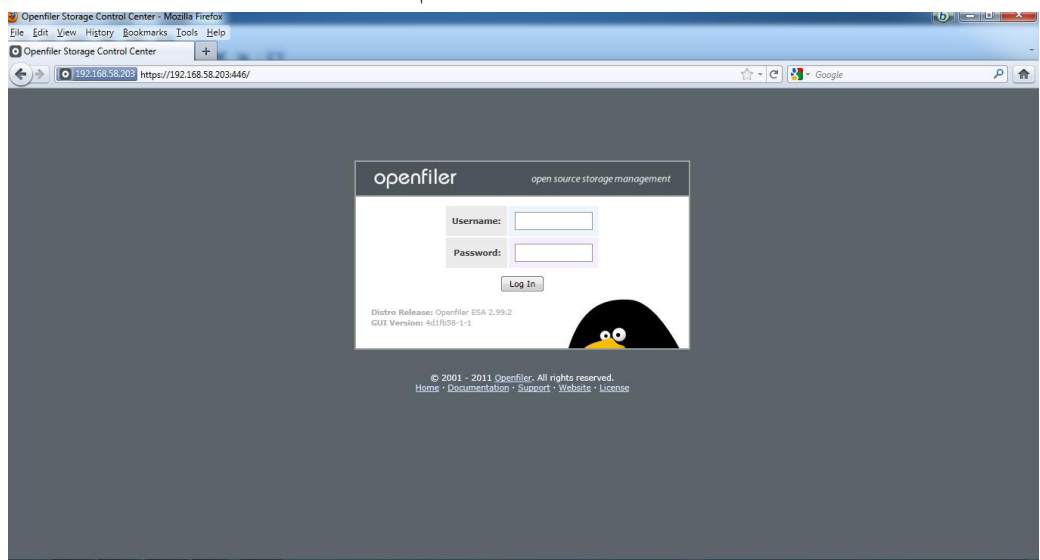 Openfiler Storage Control Center - Mozilla Firefox
File Edit View History Bookmarks Tools Help
Openfiler Storage Control Center
192.168.58.203 https://192.168.58.203:446/ Google
openfiler open source storage management
Username:
Password:
Log In
Distro Release: Openfiler ESA 2.99.2
GUI Version: 4d1fb58-1-1
© 2001 - 2011 Openfiler. All rights reserved.
Home · Documentation · Support · Website · License